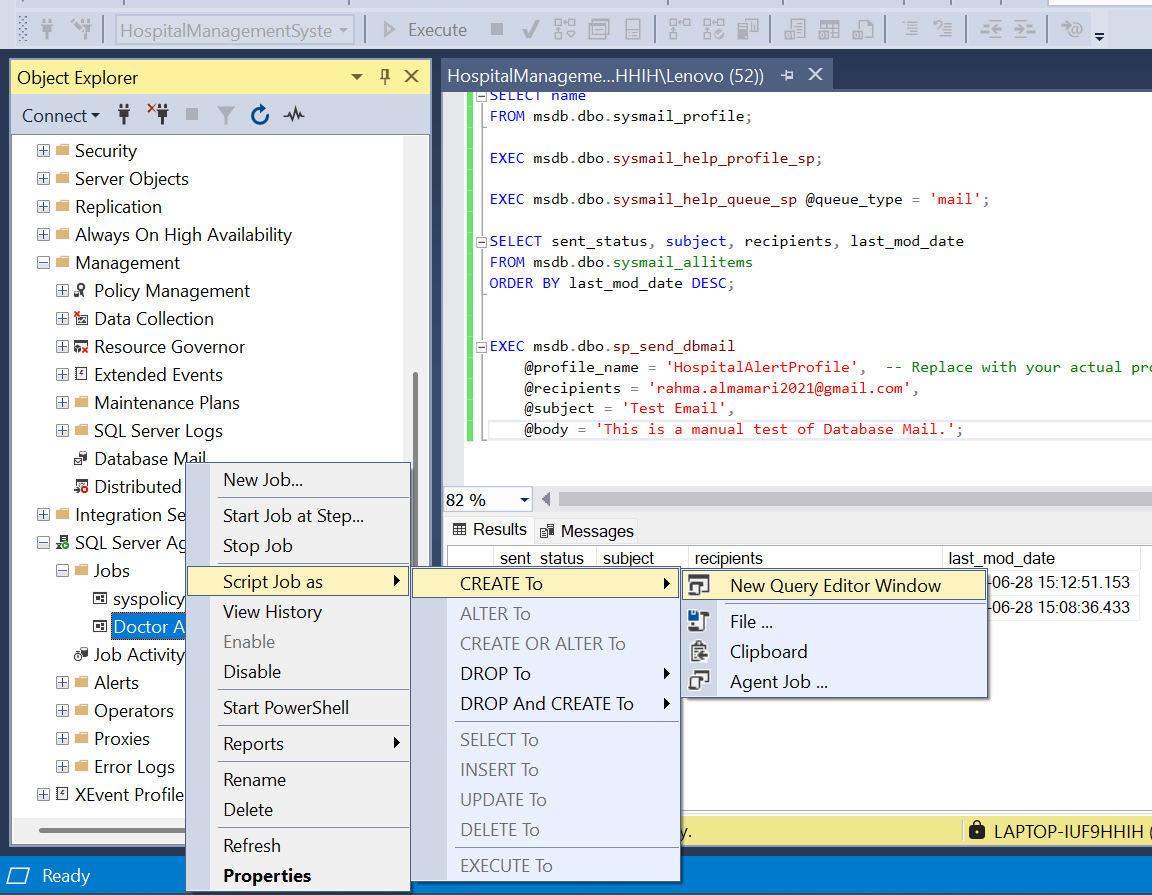 HospitalManagementSyste
Execute
Object Explorer
HospitalManageme...HHIH\Lenovo (52))
Connect
Security
Server Objects
Replication
Always On High Availability
Management
Policy Management
Data Collection
Resource Governor
Extended Events
Maintenance Plans
SQL Server Logs
Database Mail
Distributed
Integration Se
SQL Server Ag
Jobs
syspolicy
Doctor A
Job Activity
Alerts
Operators
Proxies
Error Logs
XEvent Profile
SELECT name
FROM msdb.dbo.sysmail_profile;
EXEC msdb.dbo.sysmail_help_profile_sp;
EXEC msdb.dbo.sysmail_help_queue_sp @queue_type = 'mail';
SELECT sent_status, subject, recipients, last_mod_date
FROM msdb.dbo.sysmail_allitems
ORDER BY last_mod_date DESC;
EXEC msdb.dbo.sp_send_dbmail
@profile_name = 'HospitalAlertProfile', -- Replace with your actual pro
@recipients = 'rahma.almamari2021@gmail.com',
@subject = 'Test Email',
@body = 'This is a manual test of Database Mail.';
82 %
Results Messages
sent_status subject recipients last_mod_date
-06-28 15:12:51.153
-06-28 15:08:36.433
New Job...
Start Job at Step...
Stop Job
Script Job as
View History
Enable
Disable
Start PowerShell
Reports
Rename
Delete
Refresh
Properties
CREATE To
ALTER To
CREATE OR ALTER To
DROP To
DROP And CREATE To
SELECT To
INSERT To
UPDATE To
DELETE To
EXECUTE To
New Query Editor Window
File ...
Clipboard
Agent Job ...
y.
LAPTOP-IUF9HHIH (
Ready